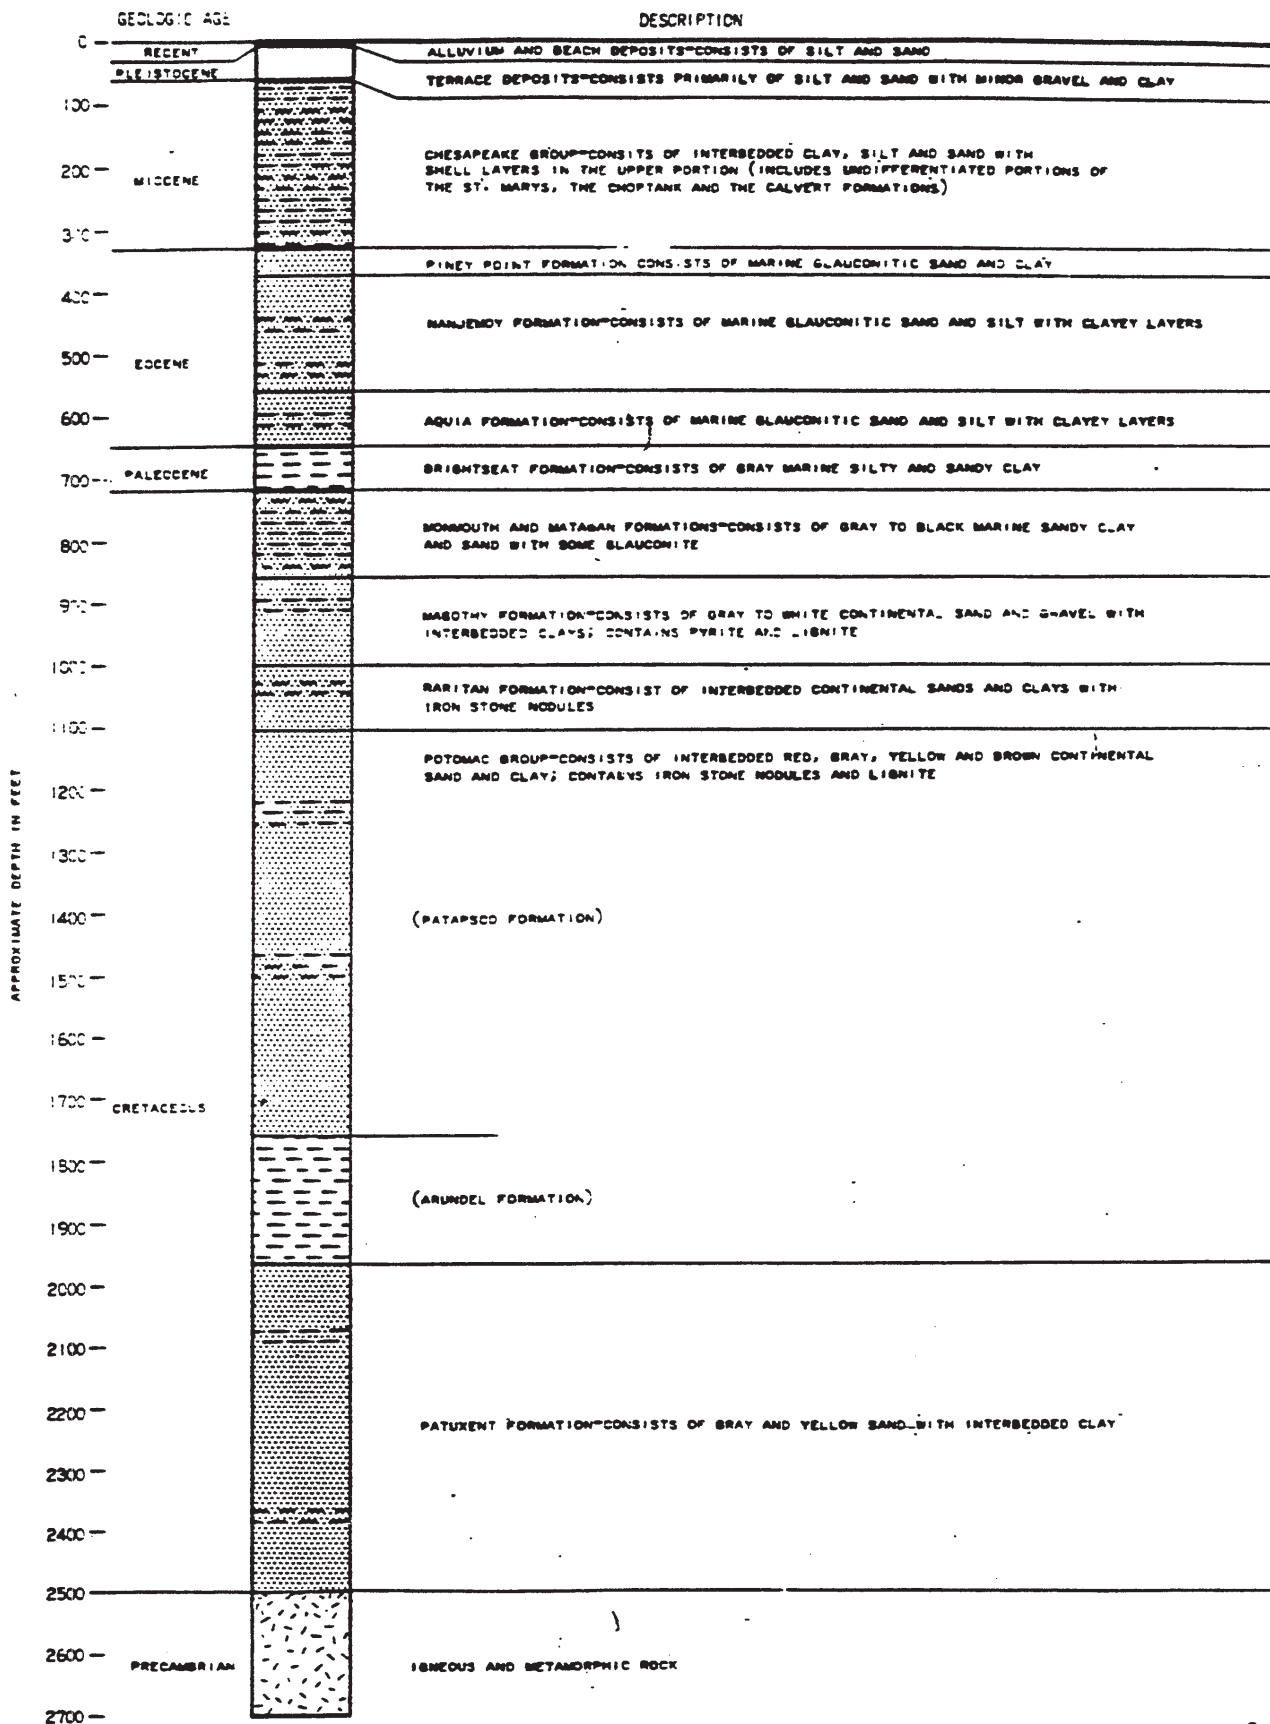 GEOLOGIC AGE
DESCRIPTION
0
RECENT
ALLUVIUM AND BEACH DEPOSITS-CONSISTS OF SILT AND SAND
PLEISTOCENE
TERRACE DEPOSITS-CONSISTS PRIMARILY OF SILT AND SAND WITH MINOR GRAVEL AND CLAY
100
CHESAPEAKE GROUP-CONSITS OF INTERBEDDED CLAY, SILT AND SAND WITH
SHELL LAYERS IN THE UPPER PORTION (INCLUDES UNDIFFERENTIATED PORTIONS OF
THE ST. MARYS, THE CHOPTANK AND THE CALVERT FORMATIONS)
200
MIOCENE
300
PINEY POINT FORMATION CONSISTS OF MARINE GLAUCONITIC SAND AND CLAY
400
NANJEMOY FORMATION-CONSISTS OF MARINE GLAUCONITIC SAND AND SILT WITH CLAYEY LAYERS
500
EOCENE
600
AQUIA FORMATION-CONSISTS OF MARINE GLAUCONITIC SAND AND SILT WITH CLAYEY LAYERS
BRIGHTSEAT FORMATION-CONSISTS OF GRAY MARINE SILTY AND SANDY CLAY
PALEOCENE
700
MONMOUTH AND MATAWAN FORMATIONS-CONSISTS OF GRAY TO BLACK MARINE SANDY CLAY
AND SAND WITH SOME GLAUCONITE
800
900
MAGOTHY FORMATION-CONSISTS OF GRAY TO WHITE CONTINENTAL SAND AND GRAVEL WITH
INTERBEDDED CLAYS; CONTAINS PYRITE AND LIGNITE
1000
RARITAN FORMATION-CONSIST OF INTERBEDDED CONTINENTAL SANDS AND CLAYS WITH
IRON STONE NODULES
1100
POTOMAC GROUP-CONSISTS OF INTERBEDDED RED, GRAY, YELLOW AND BROWN CONTINENTAL
SAND AND CLAY; CONTAINS IRON STONE NODULES AND LIGNITE
1200
APPROXIMATE DEPTH IN FEET
1300
1400
(PATAPSCO FORMATION)
1500
1600
1700
CRETACEOUS
1800
(ARUNDEL FORMATION)
1900
2000
2100
2200
PATUXENT FORMATION-CONSISTS OF GRAY AND YELLOW SAND WITH INTERBEDDED CLAY
2300
2400
2500
2600
PRECAMBRIAN
IGNEOUS AND METAMORPHIC ROCK
2700